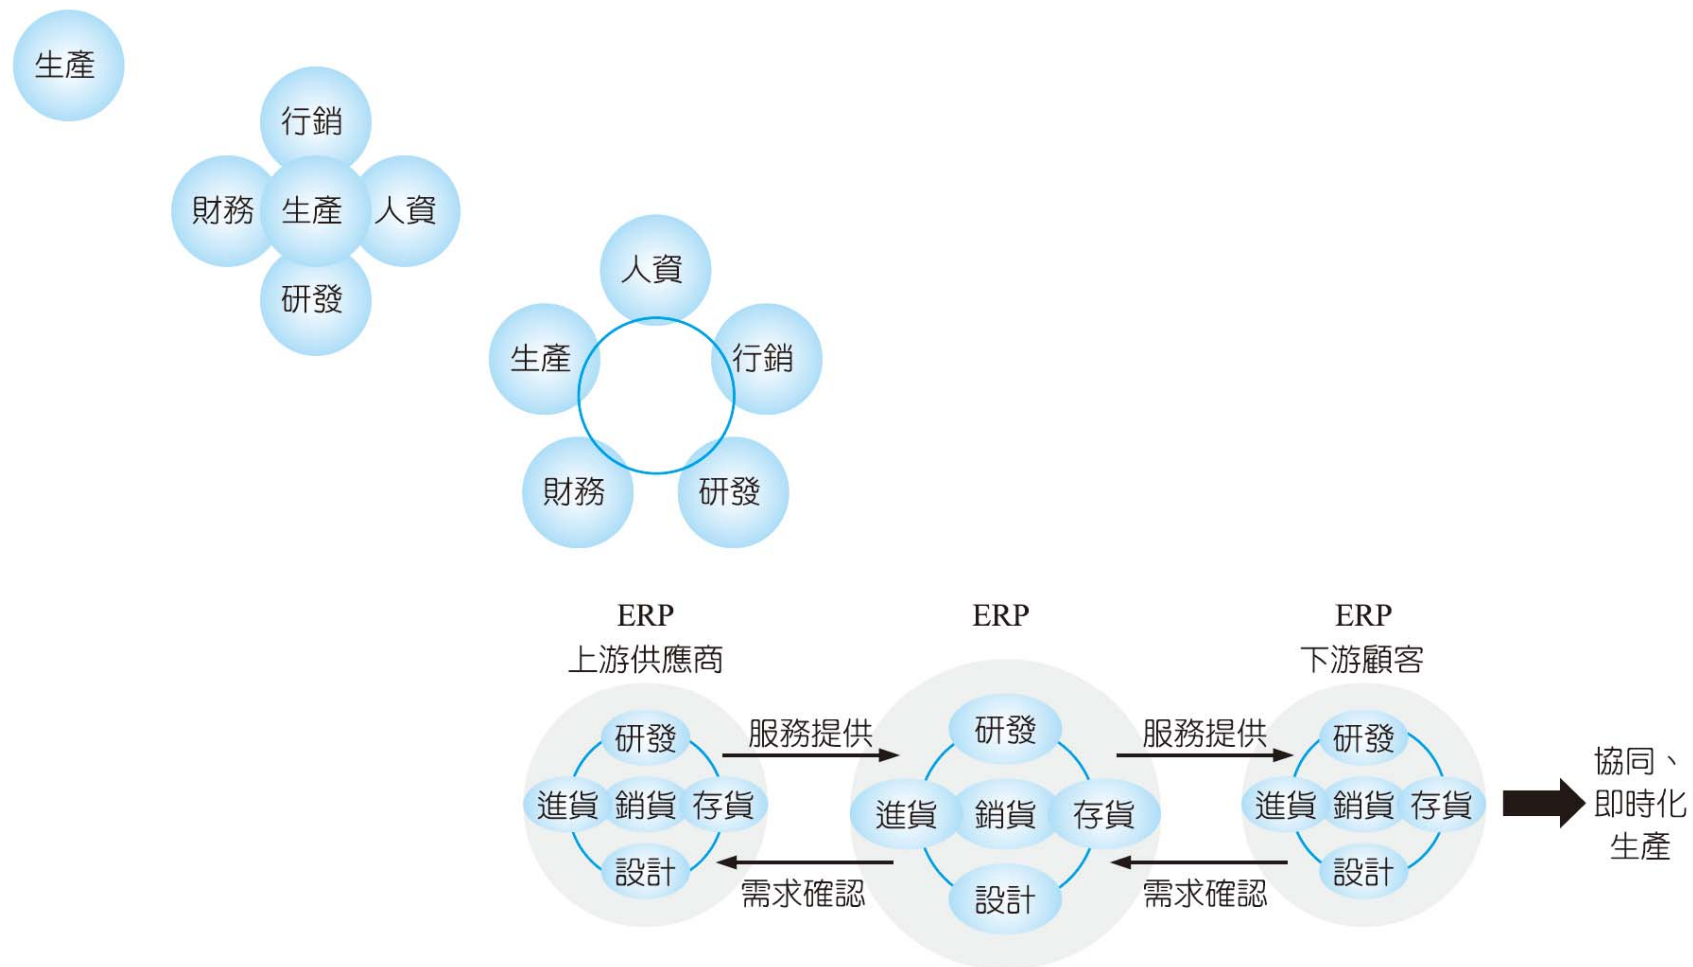 生產
行銷
財務
生產
人資
研發
人資
生產
行銷
財務
研發
ERP
上游供應商
研發
進貨
銷貨
存貨
設計
服務提供
需求確認
ERP
研發
進貨
銷貨
存貨
設計
服務提供
需求確認
ERP
下游顧客
研發
進貨
銷貨
存貨
設計
協同、
即時化
生產